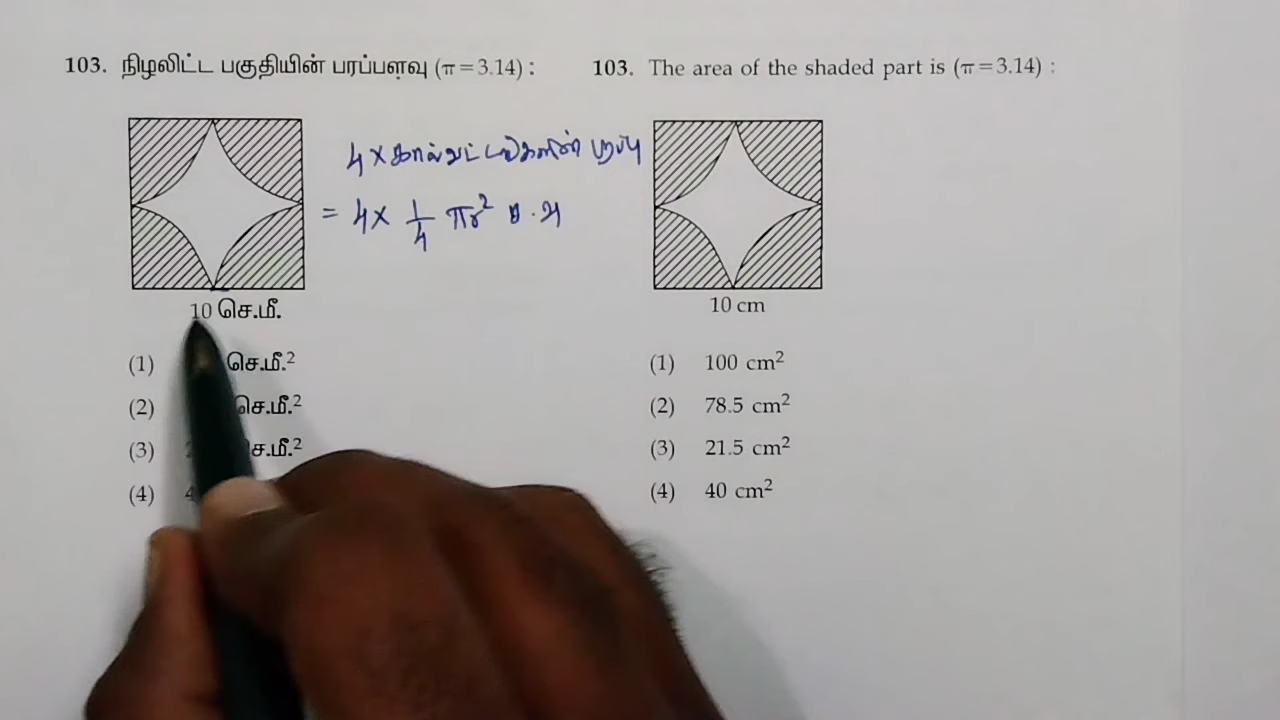 103. நிழலிட்ட பகுதியின் பரப்பளவு (π=3.14) :
4 × கால்வட்டங்களின் பரப்பு
= 4 × 1/4 πr² ச.அ
10 செ.மீ.
(1) செ.மீ.²
(2) செ.மீ.²
(3) செ.மீ.²
(4)
103. The area of the shaded part is (π=3.14) :
10 cm
(1) 100 cm²
(2) 78.5 cm²
(3) 21.5 cm²
(4) 40 cm²